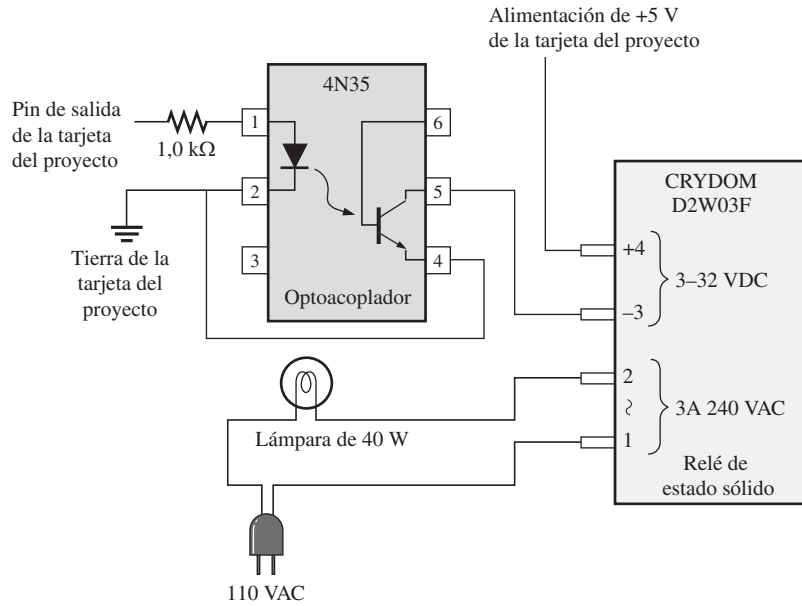 Alimentación de +5 V
de la tarjeta del proyecto
4N35
Pin de salida
de la tarjeta
del proyecto
1,0 kΩ
1
6
2
5
3
4
Tierra de la
tarjeta del
proyecto
Optoacoplador
CRYDOM
D2W03F
+4
3–32 VDC
–3
2
~
3A 240 VAC
1
Relé de
estado sólido
Lámpara de 40 W
110 VAC